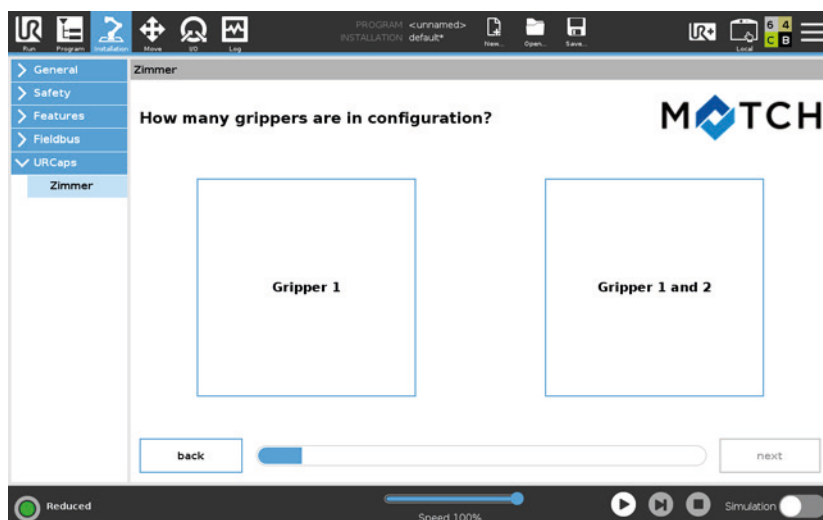 UR+
PROGRAM <unnamed>
INSTALLATION default*
6 4
C B
Run Program Installation Move I/O Log New... Open... Save... Local
General
Zimmer
Safety
Features
Fieldbus
URCaps
Zimmer
How many grippers are in configuration?
MATCH
Gripper 1
Gripper 1 and 2
back
next
Reduced
Speed 100%
Simulation